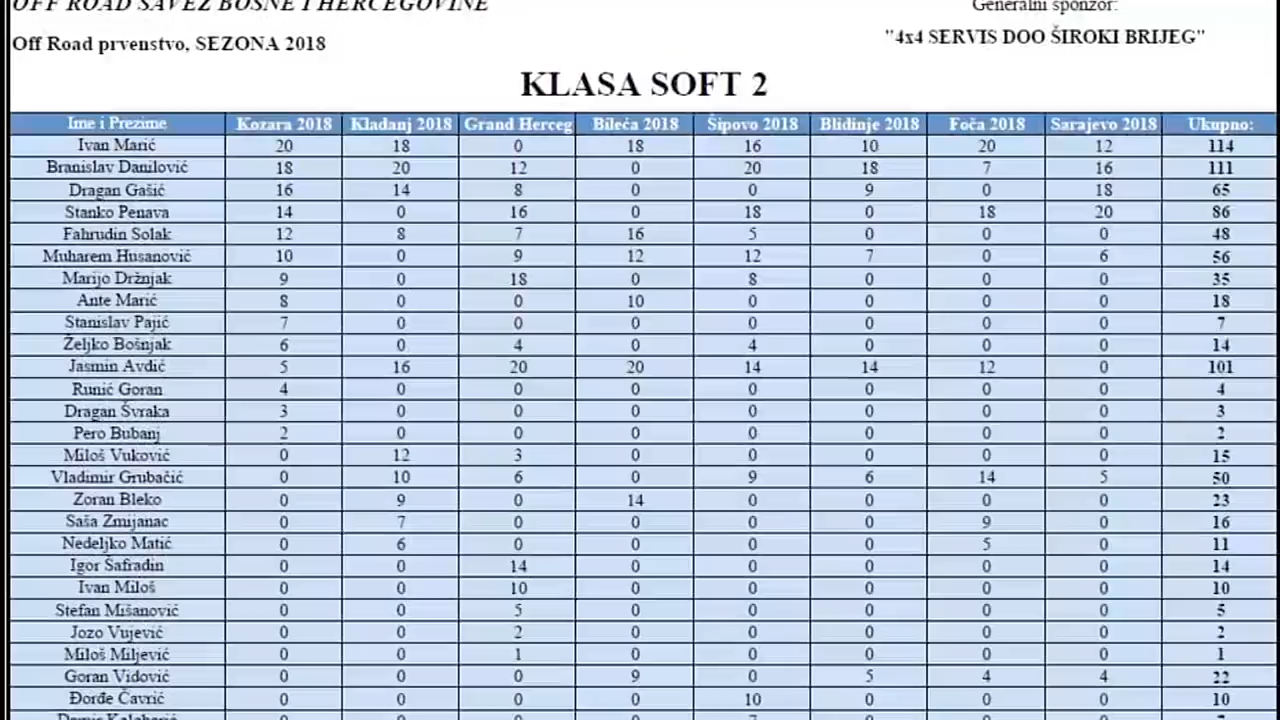 OFF ROAD SAVEZ BOSNE I HERCEGOVINE
Generalni sponzor:
Off Road prvenstvo, SEZONA 2018
"4x4 SERVIS DOO ŠIROKI BRIJEG"
KLASA SOFT 2
Ime i Prezime Kozara 2018 Kladanj 2018 Grand Herceg Bileća 2018 Šipovo 2018 Blidinje 2018 Foča 2018 Sarajevo 2018 Ukupno:
Ivan Marić 20 18 0 18 16 10 20 12 114
Branislav Danilović 18 20 12 0 20 18 7 16 111
Dragan Gašić 16 14 8 0 0 9 0 18 65
Stanko Penava 14 0 16 0 18 0 18 20 86
Fahrudin Solak 12 8 7 16 5 0 0 0 48
Muharem Husanović 10 0 9 12 12 7 0 6 56
Marijo Držnjak 9 0 18 0 8 0 0 0 35
Ante Marić 8 0 0 10 0 0 0 0 18
Stanislav Pajić 7 0 0 0 0 0 0 0 7
Željko Bošnjak 6 0 4 0 4 0 0 0 14
Jasmin Avdić 5 16 20 20 14 14 12 0 101
Runić Goran 4 0 0 0 0 0 0 0 4
Dragan Švraka 3 0 0 0 0 0 0 0 3
Pero Bubanj 2 0 0 0 0 0 0 0 2
Miloš Vuković 0 12 3 0 0 0 0 0 15
Vladimir Grubačić 0 10 6 0 9 6 14 5 50
Zoran Bleko 0 9 0 14 0 0 0 0 23
Saša Zmijanac 0 7 0 0 0 0 9 0 16
Nedeljko Matić 0 6 0 0 0 0 5 0 11
Igor Šafradin 0 0 14 0 0 0 0 0 14
Ivan Miloš 0 0 10 0 0 0 0 0 10
Stefan Mišanović 0 0 5 0 0 0 0 0 5
Jozo Vujević 0 0 2 0 0 0 0 0 2
Miloš Miljević 0 0 1 0 0 0 0 0 1
Goran Vidović 0 0 0 9 0 5 4 4 22
Đorđe Čavrić 0 0 0 0 10 0 0 0 10